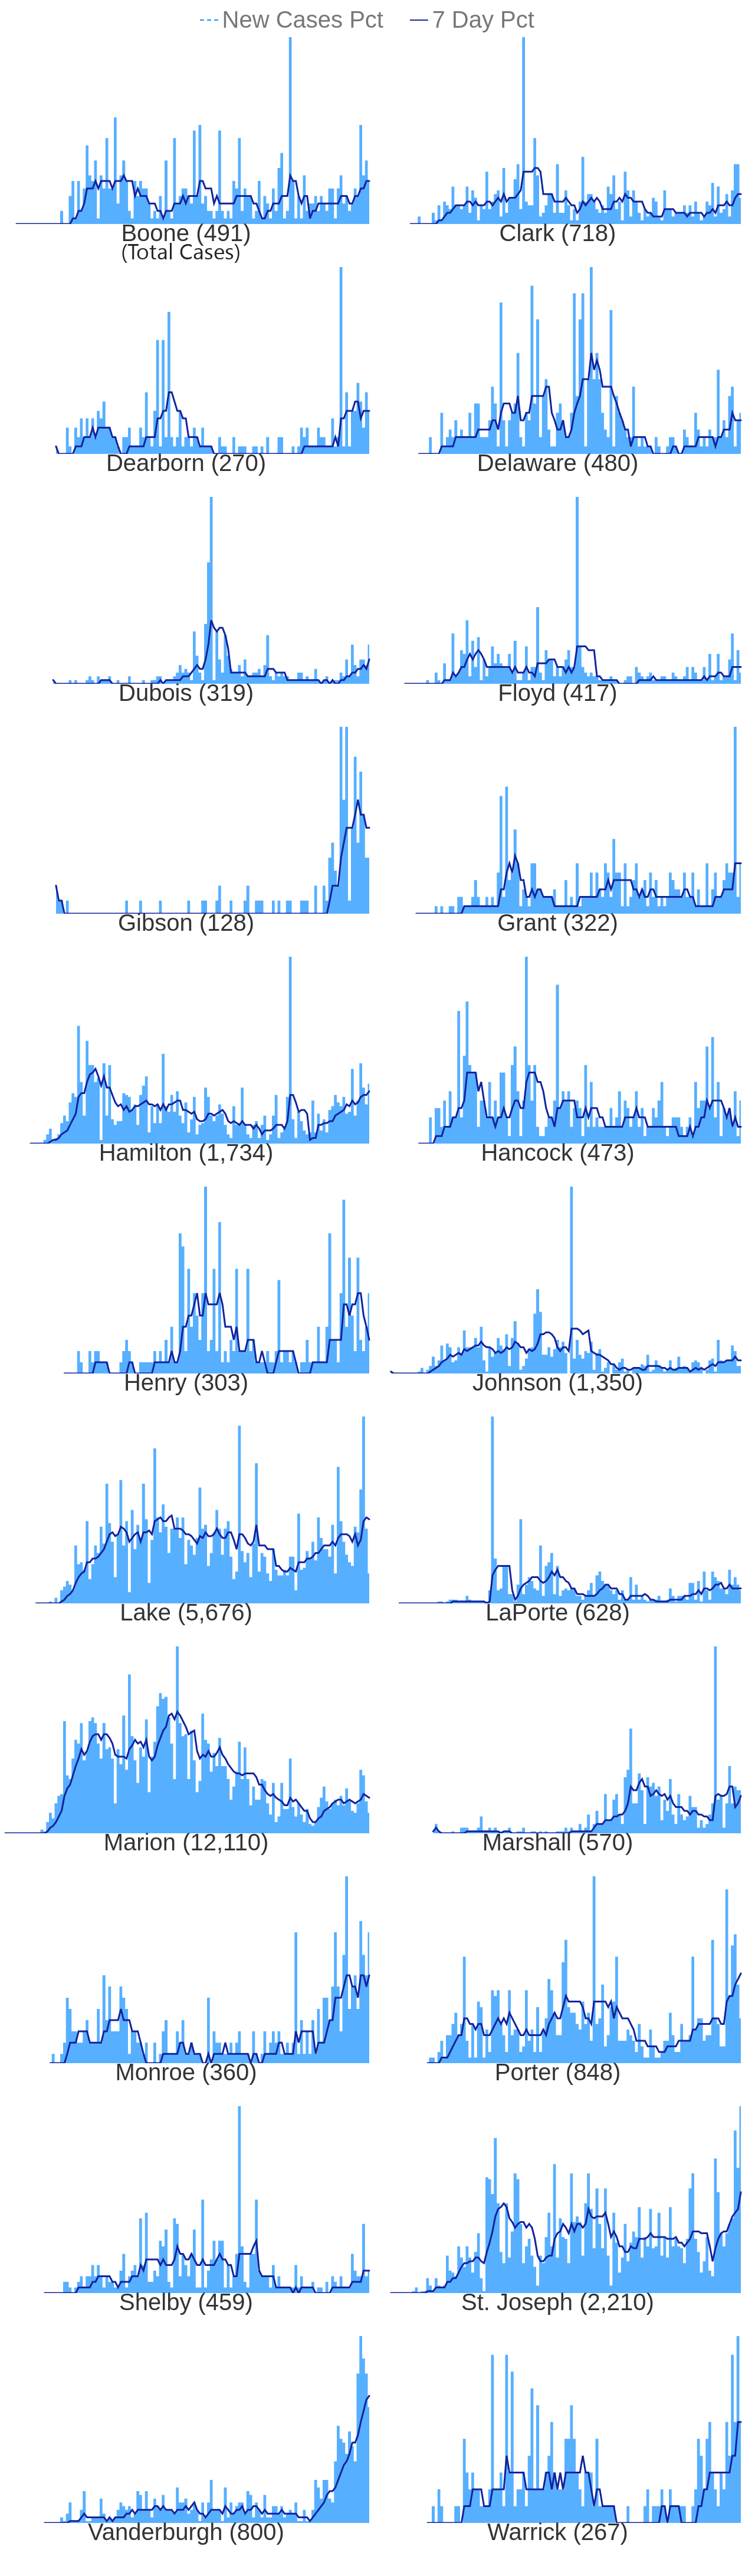 New Cases Pct 7 Day Pct
Boone (491) Clark (718)
(Total Cases)
Dearborn (270) Delaware (480)
Dubois (319) Floyd (417)
Gibson (128) Grant (322)
Hamilton (1,734) Hancock (473)
Henry (303) Johnson (1,350)
Lake (5,676) LaPorte (628)
Marion (12,110) Marshall (570)
Monroe (360) Porter (848)
Shelby (459) St. Joseph (2,210)
Vanderburgh (800) Warrick (267)